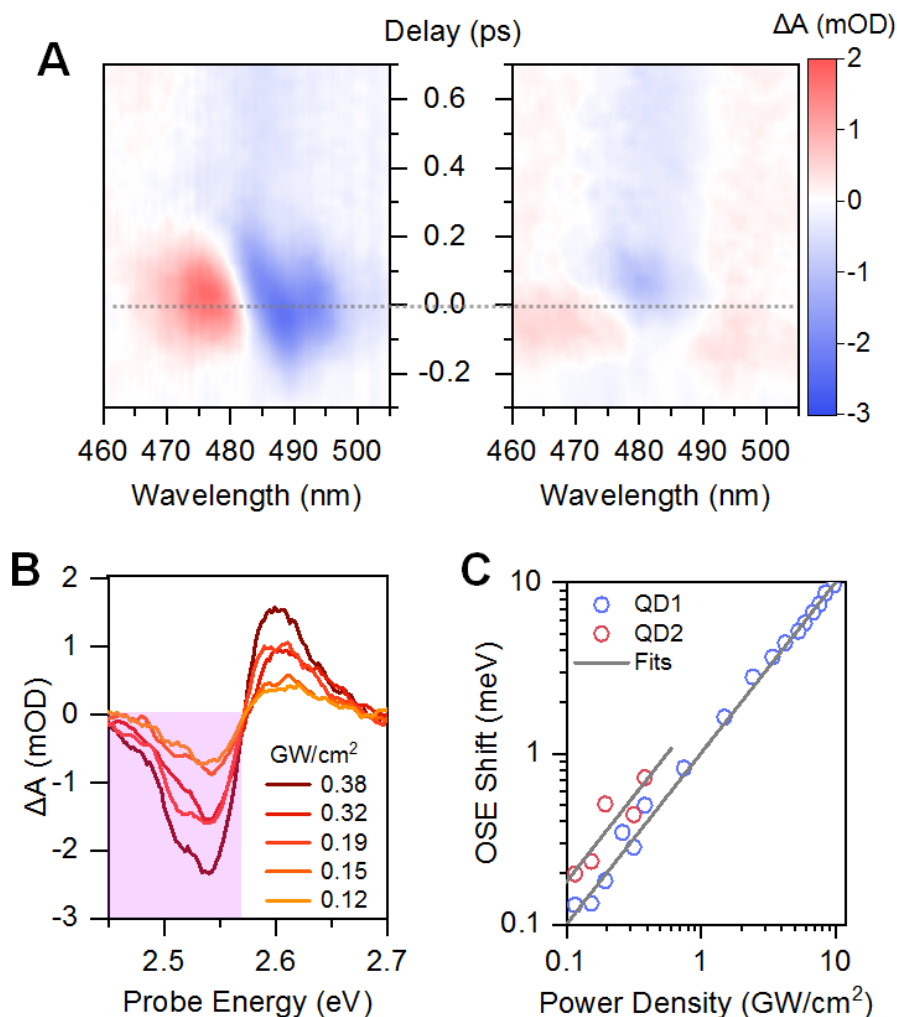 Delay (ps)
ΔA (mOD)
A
0.6
0.4
0.2
0.0
-0.2
2
1
0
-1
-2
-3
460 470 480 490 500
460 470 480 490 500
Wavelength (nm)
Wavelength (nm)
B
2
1
0
-1
-2
-3
ΔA (mOD)
GW/cm²
0.38
0.32
0.19
0.15
0.12
2.5 2.6 2.7
Probe Energy (eV)
C
10
1
0.1
OSE Shift (meV)
QD1
QD2
Fits
0.1 1 10
Power Density (GW/cm²)